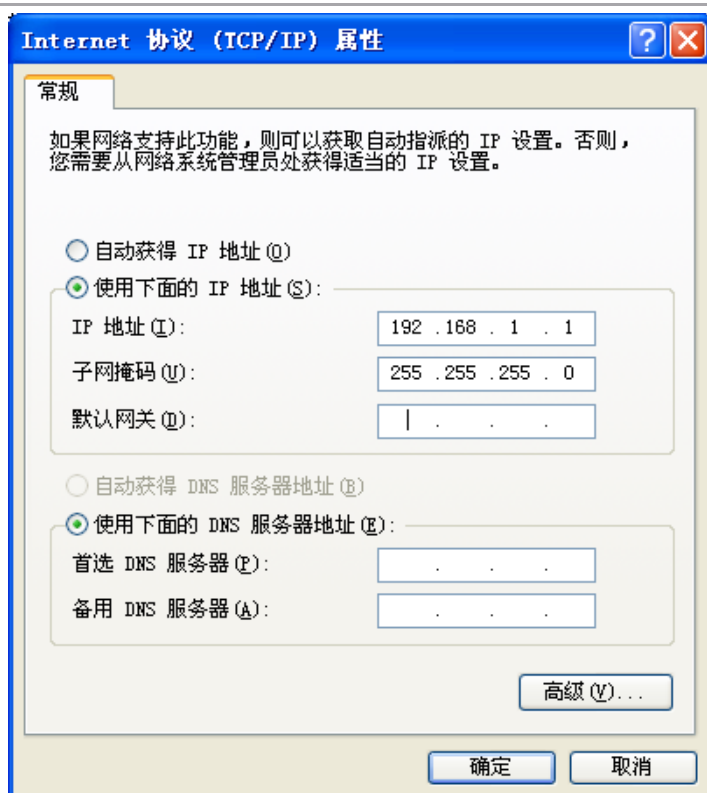 Internet 协议 (TCP/IP) 属性
常规
如果网络支持此功能，则可以获取自动指派的 IP 设置。否则，
您需要从网络系统管理员处获得适当的 IP 设置。
自动获得 IP 地址(O)
使用下面的 IP 地址(S):
IP 地址(I): 192 .168 . 1 . 1
子网掩码(U): 255 .255 .255 . 0
默认网关(D): . . .
自动获得 DNS 服务器地址(B)
使用下面的 DNS 服务器地址(E):
首选 DNS 服务器(P): . . .
备用 DNS 服务器(A): . . .
高级(V)...
确定 取消